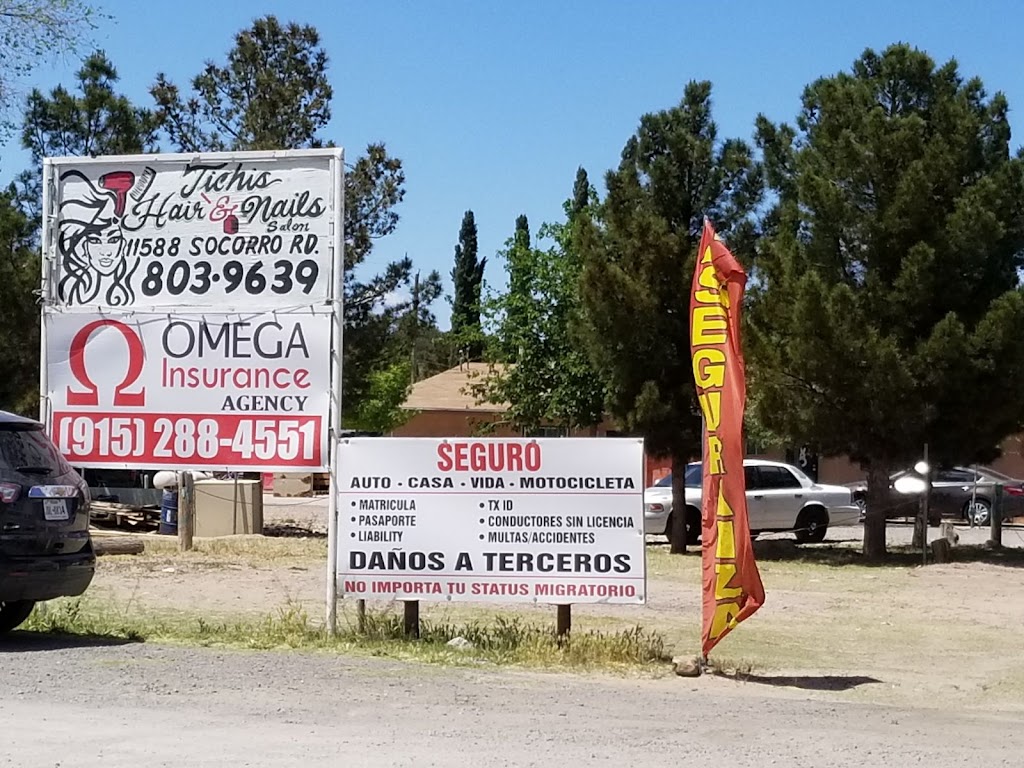 Tichis
Hair & Nails
Salon
11588 SOCORRO RD.
803·9639
OMEGA
Insurance
AGENCY
(915) 288-4551
SEGURO
AUTO - CASA - VIDA - MOTOCICLETA
• MATRICULA
• PASAPORTE
• LIABILITY
• TX ID
• CONDUCTORES SIN LICENCIA
• MULTAS/ACCIDENTES
DAÑOS A TERCEROS
NO IMPORTA TU STATUS MIGRATORIO